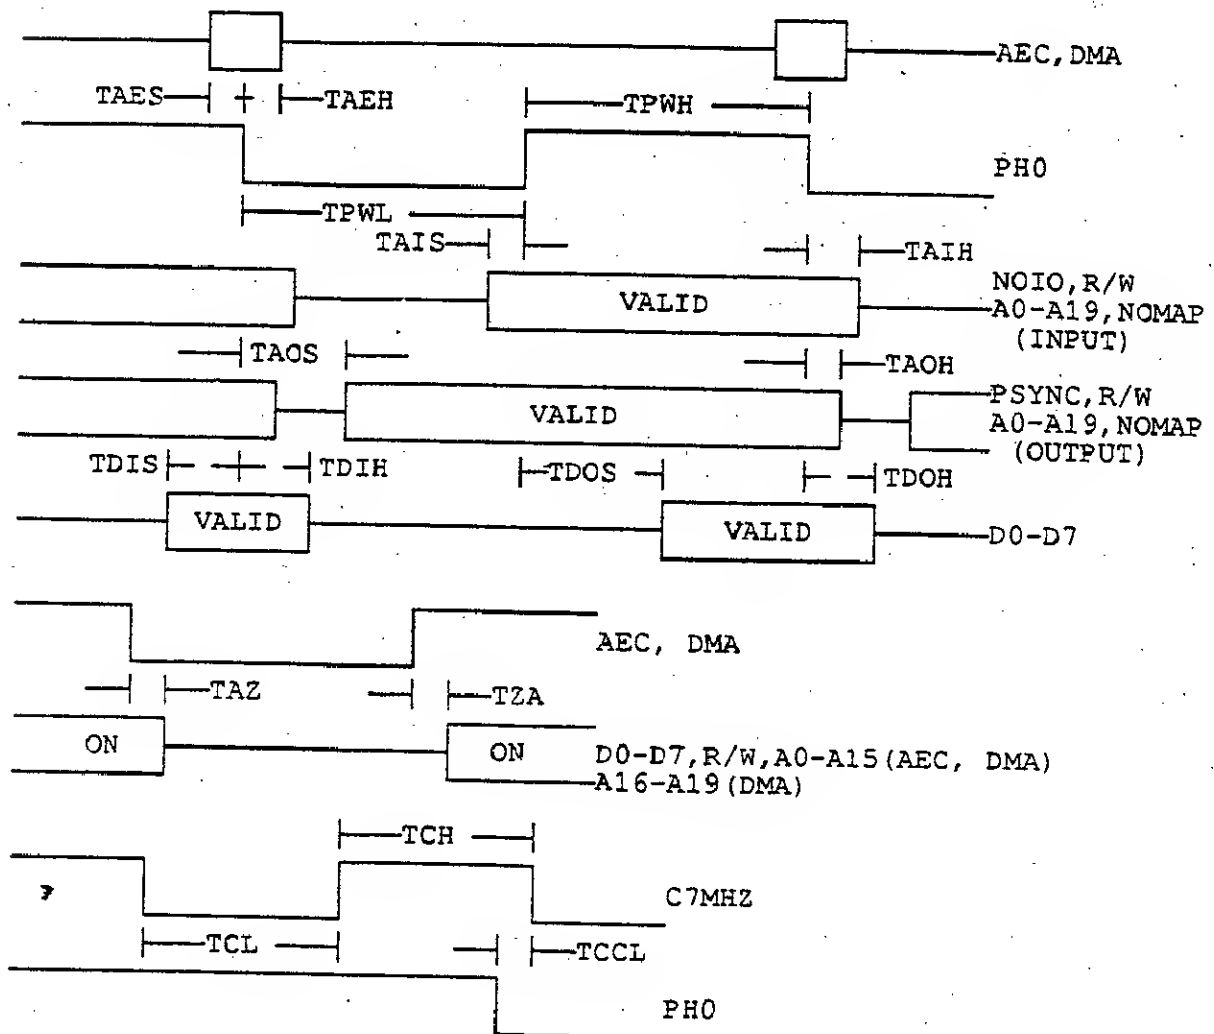 AEC,DMA
TAES TAEH TPWH
PH0
TPWL
TAIS TAIH
VALID NOIO,R/W
A0-A19,NOMAP
(INPUT)
TAOS TAOH
VALID PSYNC,R/W
A0-A19,NOMAP
(OUTPUT)
TDIS TDIH TDOS TDOH
VALID VALID D0-D7
AEC, DMA
TAZ TZA
ON ON D0-D7,R/W,A0-A15(AEC, DMA)
A16-A19(DMA)
TCH
C7MHZ
TCL TCCL
PH0